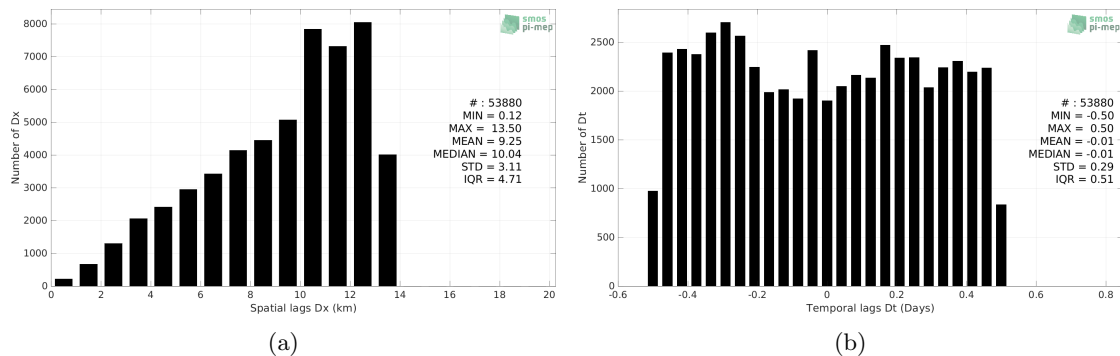 8000
7000
6000
5000
4000
3000
2000
1000
0
Number of Dx
smos
pi-mep
# : 53880
MIN = 0.12
MAX = 13.50
MEAN = 9.25
MEDIAN = 10.04
STD = 3.11
IQR = 4.71
0 2 4 6 8 10 12 14 16 18 20
Spatial lags Dx (km)
(a)
2500
2000
1500
1000
500
0
Number of Dt
smos
pi-mep
# : 53880
MIN = -0.50
MAX = 0.50
MEAN = -0.01
MEDIAN = -0.01
STD = 0.29
IQR = 0.51
-0.6 -0.4 -0.2 0 0.2 0.4 0.6 0.8
Temporal lags Dt (Days)
(b)